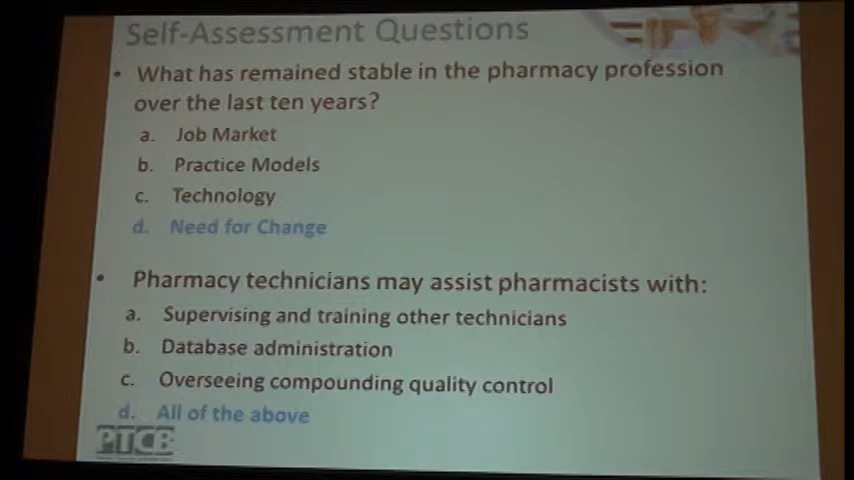 Self-Assessment Questions
• What has remained stable in the pharmacy profession
over the last ten years?
a. Job Market
b. Practice Models
c. Technology
d. Need for Change
• Pharmacy technicians may assist pharmacists with:
a. Supervising and training other technicians
b. Database administration
c. Overseeing compounding quality control
d. All of the above
PTCB